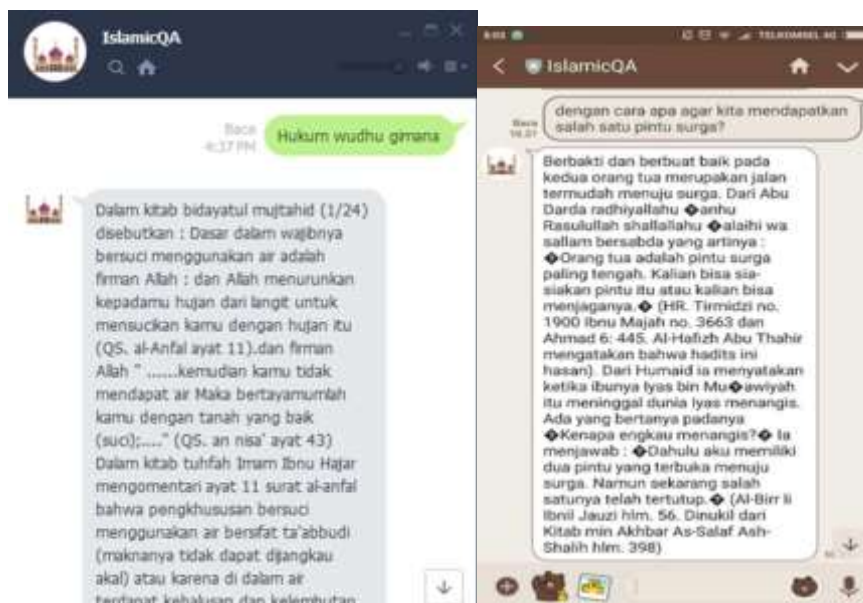 IslamicQA
Baca
4:37 PM
Hukum wudhu gimana
Dalam kitab bidayatul mujtahid (1/24)
disebutkan : Dasar dalam wajibnya
bersuci menggunakan air adalah
firman Allah : dan Allah menurunkan
kepadamu hujan dari langit untuk
mensucikan kamu dengan hujan itu
(QS. al-Anfal ayat 11).dan firman
Allah " ......kemudian kamu tidak
mendapat air Maka bertayamumlah
kamu dengan tanah yang baik
(suci);....." (QS. an nisa' ayat 43)
Dalam kitab tuhfah Imam Ibnu Hajar
mengomentari ayat 11 surat al-anfal
bahwa pengkhususan bersuci
menggunakan air bersifat ta'abbudi
(maknanya tidak dapat dijangkau
akal) atau karena di dalam air
terdapat kehalusan dan kelembutan
TELKOMSEL 4G
IslamicQA
dengan cara apa agar kita mendapatkan
salah satu pintu surga?
Baca
Berbakti dan berbuat baik pada
kedua orang tua merupakan jalan
termudah menuju surga. Dari Abu
Darda radhiyallahu �anhu
Rasulullah shallallahu �alaihi wa
sallam bersabda yang artinya :
�Orang tua adalah pintu surga
paling tengah. Kalian bisa sia-
siakan pintu itu atau kalian bisa
menjaganya.� (HR. Tirmidzi no.
1900 Ibnu Majah no. 3663 dan
Ahmad 6: 445. Al-Hafizh Abu Thahir
mengatakan bahwa hadits ini
hasan). Dari Humaid ia menyatakan
ketika ibunya Iyas bin Mu�awiyah
itu meninggal dunia Iyas menangis.
Ada yang bertanya padanya
�Kenapa engkau menangis?� Ia
menjawab : �Dahulu aku memiliki
dua pintu yang terbuka menuju
surga. Namun sekarang salah
satunya telah tertutup.� (Al-Birr li
Ibnil Jauzi hlm. 56. Dinukil dari
Kitab min Akhbar As-Salaf Ash-
Shalih hlm. 398)